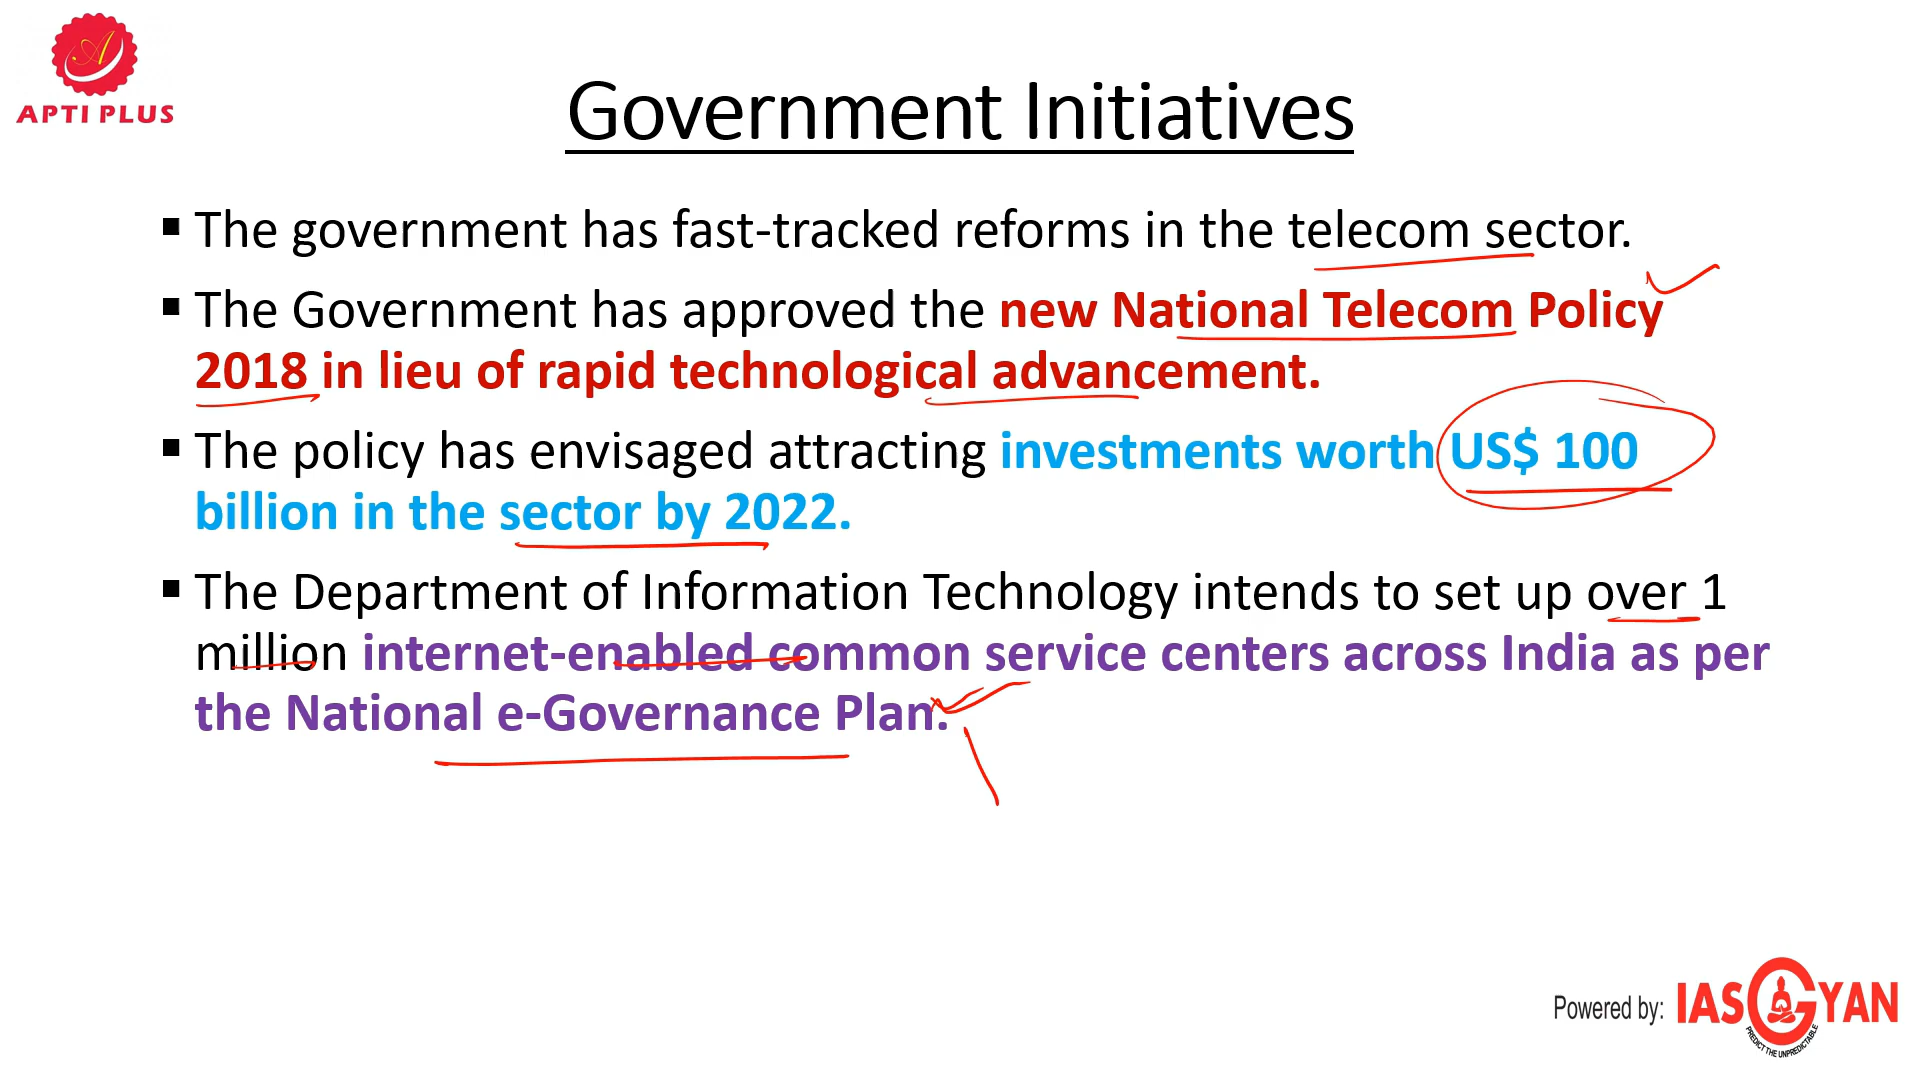 APTI PLUS
Government Initiatives
▪ The government has fast-tracked reforms in the telecom sector.
▪ The Government has approved the new National Telecom Policy
2018 in lieu of rapid technological advancement.
▪ The policy has envisaged attracting investments worth US$ 100
billion in the sector by 2022.
▪ The Department of Information Technology intends to set up over 1
million internet-enabled common service centers across India as per
the National e-Governance Plan.
Powered by: IAS GYAN
PREDICT THE UNPREDICTABLE